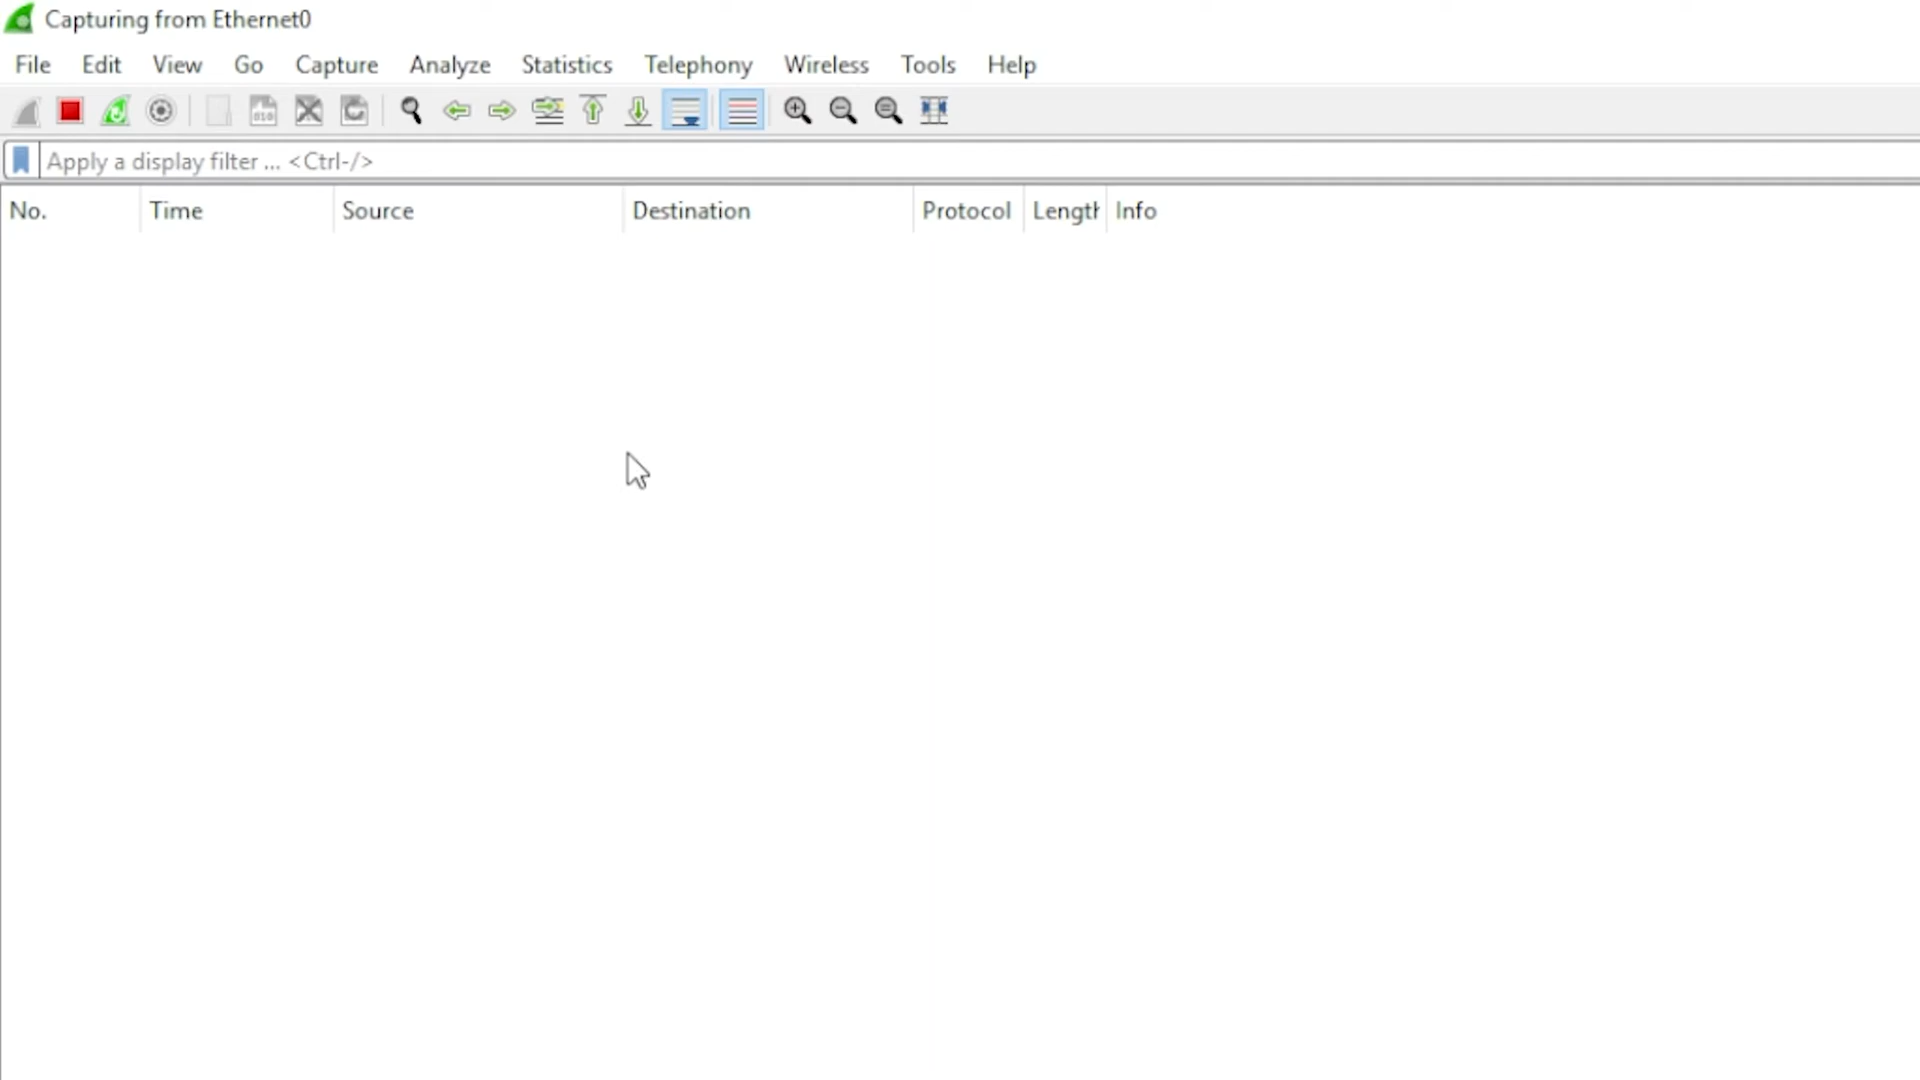 Capturing from Ethernet0
File Edit View Go Capture Analyze Statistics Telephony Wireless Tools Help
Apply a display filter ... <Ctrl-/>
No. Time Source Destination Protocol Length Info